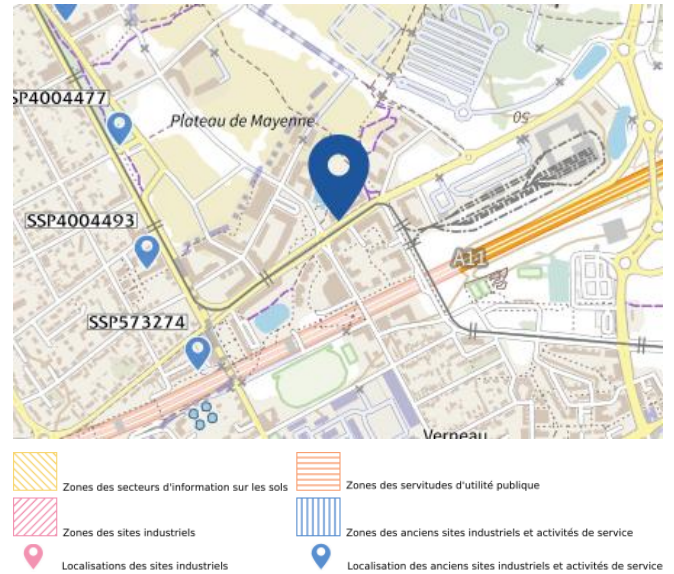 SP4004477
Plateau de Mayenne
50
SSP4004493
A11
SSP573274
Verneau
Zones des secteurs d'information sur les sols
Zones des servitudes d'utilité publique
Zones des sites industriels
Zones des anciens sites industriels et activités de service
Localisations des sites industriels
Localisation des anciens sites industriels et activités de service